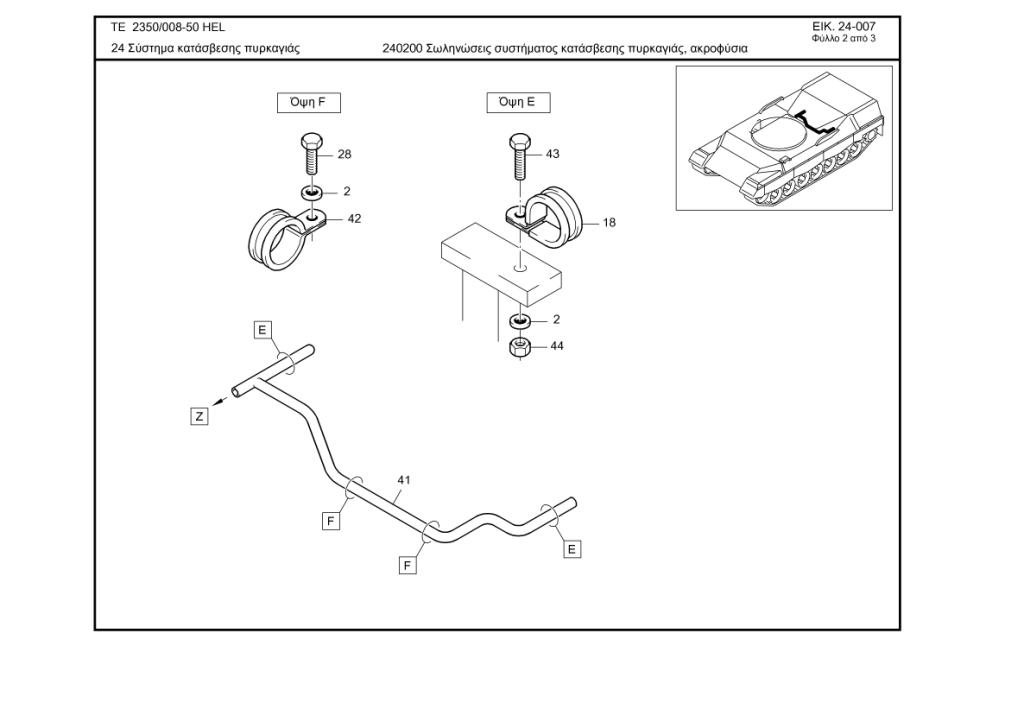 TE 2350/008-50 HEL
ΕΙΚ. 24-007
Φύλλο 2 από 3
24 Σύστημα κατάσβεσης πυρκαγιάς
240200 Σωληνώσεις συστήματος κατάσβεσης πυρκαγιάς, ακροφύσια
Όψη F
Όψη E
28
43
2
42
18
2
44
E
Z
41
F
F
E